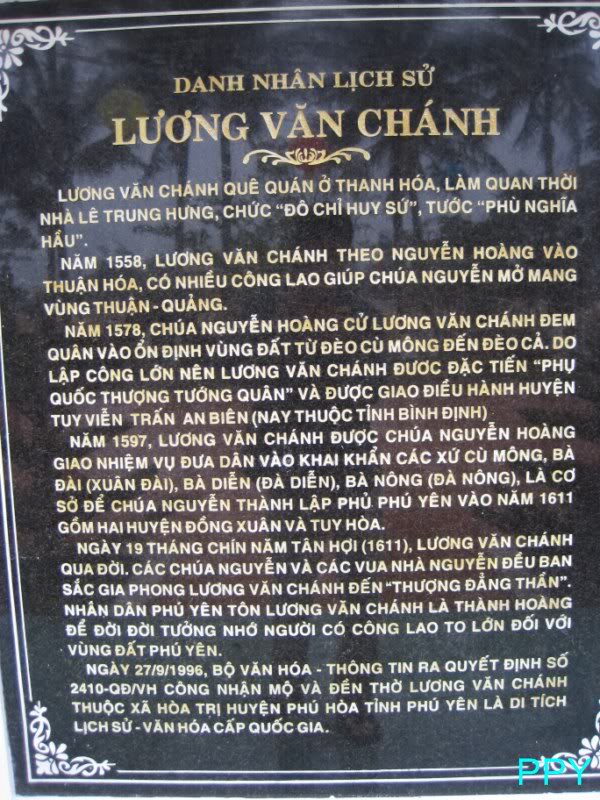 DANH NHÂN LỊCH SỬ
LƯƠNG VĂN CHÁNH
LƯƠNG VĂN CHÁNH QUÊ QUÁN Ở THANH HÓA, LÀM QUAN THỜI
NHÀ LÊ TRUNG HƯNG, CHỨC “ĐÔ CHỈ HUY SỨ”, TƯỚC “PHÙ NGHĨA
HẦU”.
NĂM 1558, LƯƠNG VĂN CHÁNH THEO NGUYỄN HOÀNG VÀO
THUẬN HÓA, CÓ NHIỀU CÔNG LAO GIÚP CHÚA NGUYỄN MỞ MANG
VÙNG THUẬN - QUẢNG.
NĂM 1578, CHÚA NGUYỄN HOÀNG CỬ LƯƠNG VĂN CHÁNH ĐEM
QUÂN VÀO ỔN ĐỊNH VÙNG ĐẤT TỪ ĐÈO CÙ MÔNG ĐẾN ĐÈO CẢ. DO
LẬP CÔNG LỚN NÊN LƯƠNG VĂN CHÁNH ĐƯƠC ĐẶC TIẾN “PHỤ
QUỐC THƯỢNG TƯỚNG QUÂN” VÀ ĐƯỢC GIAO ĐIỀU HÀNH HUYỆN
TUY VIỄN TRẤN AN BIÊN (NAY THUỘC TỈNH BÌNH ĐỊNH)
NĂM 1597, LƯƠNG VĂN CHÁNH ĐƯỢC CHÚA NGUYỄN HOÀNG
GIAO NHIỆM VỤ ĐƯA DÂN VÀO KHAI KHẨN CÁC XỨ CÙ MÔNG, BÀ
ĐÀI (XUÂN ĐÀI), BÀ DIỄN (ĐÀ DIỄN), BÀ NÔNG (ĐÀ NÔNG), LÀ CƠ
SỞ ĐỂ CHÚA NGUYỄN THÀNH LẬP PHỦ PHÚ YÊN VÀO NĂM 1611
GỒM HAI HUYỆN ĐỒNG XUÂN VÀ TUY HÒA.
NGÀY 19 THÁNG CHÍN NĂM TÂN HỢI (1611), LƯƠNG VĂN CHÁNH
QUA ĐỜI. CÁC CHÚA NGUYỄN VÀ CÁC VUA NHÀ NGUYỄN ĐỀU BAN
SẮC GIA PHONG LƯƠNG VĂN CHÁNH ĐẾN “THƯỢNG ĐẲNG THẦN”.
NHÂN DÂN PHÚ YÊN TÔN LƯƠNG VĂN CHÁNH LÀ THÀNH HOÀNG
ĐỂ ĐỜI ĐỜI TƯỞNG NHỚ NGƯỜI CÓ CÔNG LAO TO LỚN ĐỐI VỚI
VÙNG ĐẤT PHÚ YÊN.
NGÀY 27/9/1996, BỘ VĂN HÓA - THÔNG TIN RA QUYẾT ĐỊNH SỐ
2410-QĐ/VH CÔNG NHẬN MỘ VÀ ĐỀN THỜ LƯƠNG VĂN CHÁNH
THUỘC XÃ HÒA TRỊ HUYỆN PHÚ HÒA TỈNH PHÚ YÊN LÀ DI TÍCH
LỊCH SỬ - VĂN HÓA CẤP QUỐC GIA.
PPY